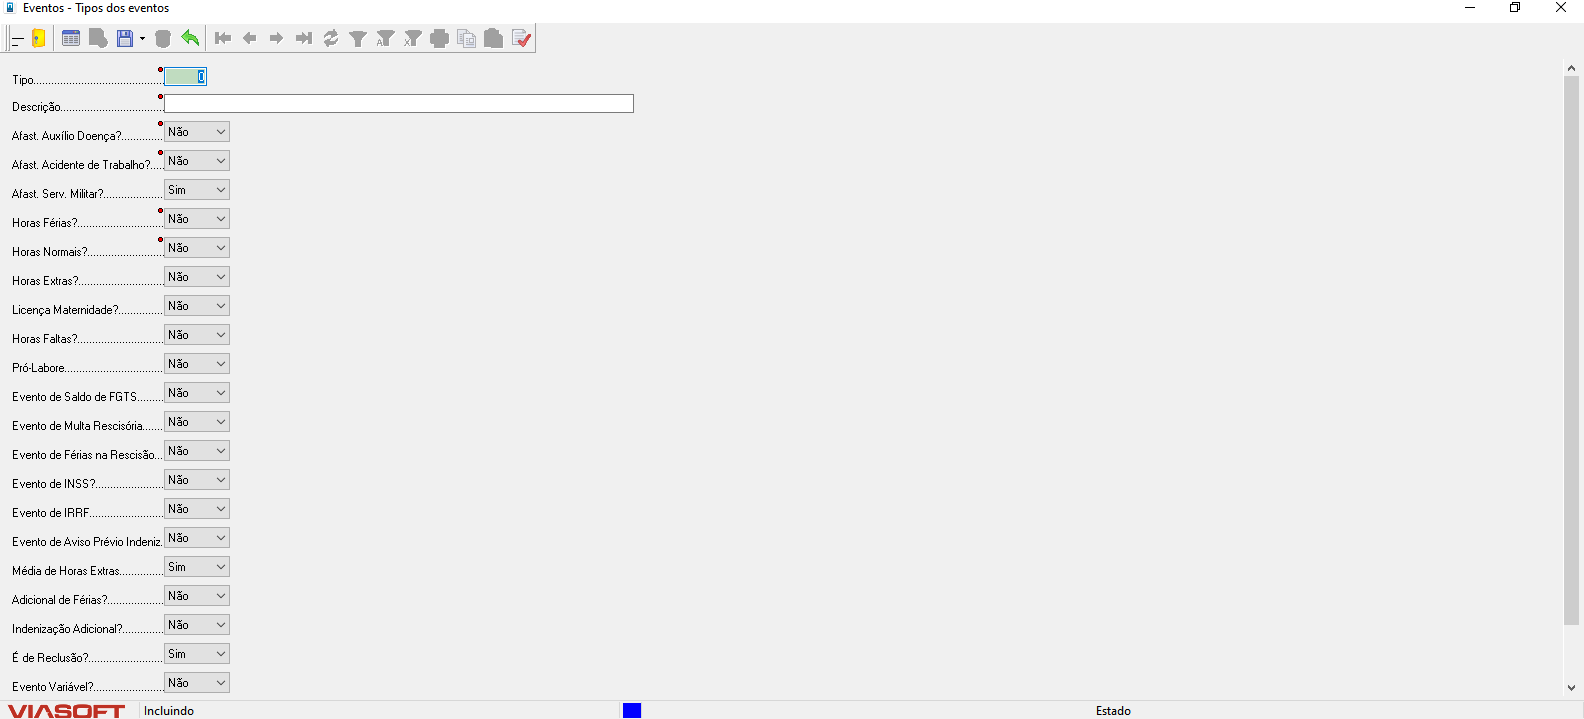 Eventos - Tipos dos eventos
Tipo............................................ 0
Descrição...................................
Afast. Auxílio Doença?.............. Não
Afast. Acidente de Trabalho?..... Não
Afast. Serv. Militar?.................... Sim
Horas Férias?............................. Não
Horas Normais?.......................... Não
Horas Extras?............................. Não
Licença Maternidade?............... Não
Horas Faltas?............................. Não
Pró-Labore................................. Não
Evento de Saldo de FGTS......... Não
Evento de Multa Rescisória....... Não
Evento de Férias na Rescisão... Não
Evento de INSS?....................... Não
Evento de IRRF......................... Não
Evento de Aviso Prévio Indeniz. Não
Média de Horas Extras............... Sim
Adicional de Férias?................... Não
Indenização Adicional?.............. Não
É de Reclusão?......................... Sim
Evento Variável?........................ Não
VIASOFT Incluindo Estado